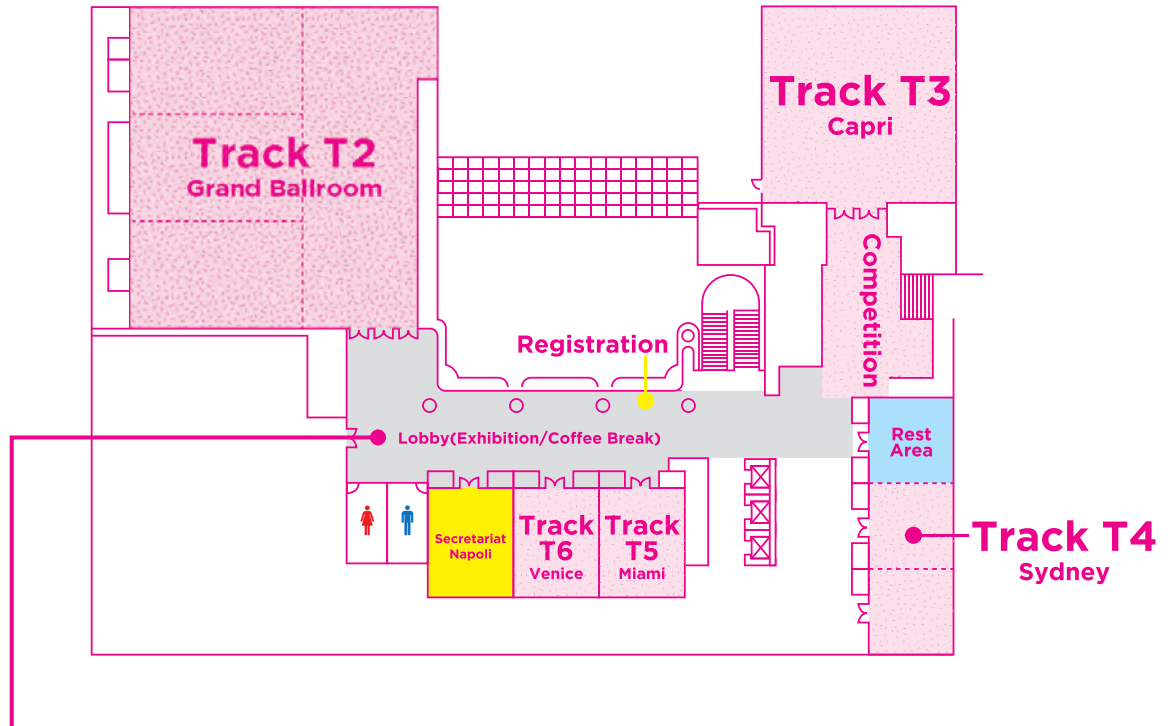 Track T3
Capri
Track T2
Grand Ballroom
Competition
Registration
Lobby(Exhibition/Coffee Break)
Rest
Area
Secretariat
Napoli
Track
T6
Venice
Track
T5
Miami
Track T4
Sydney